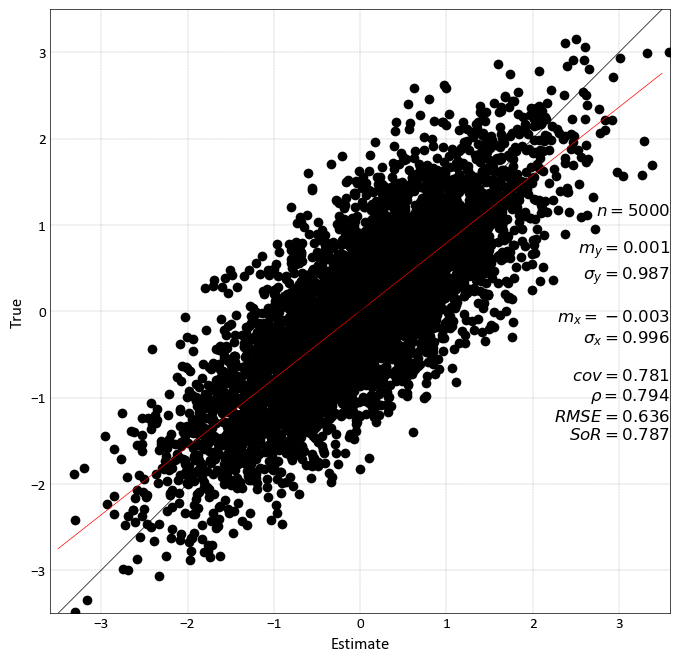 3
2
1
0
−1
−2
−3
True
n = 5000
m_y = 0.001
σ_y = 0.987
m_x = −0.003
σ_x = 0.996
cov = 0.781
ρ = 0.794
RMSE = 0.636
SoR = 0.787
−3 −2 −1 0 1 2 3
Estimate